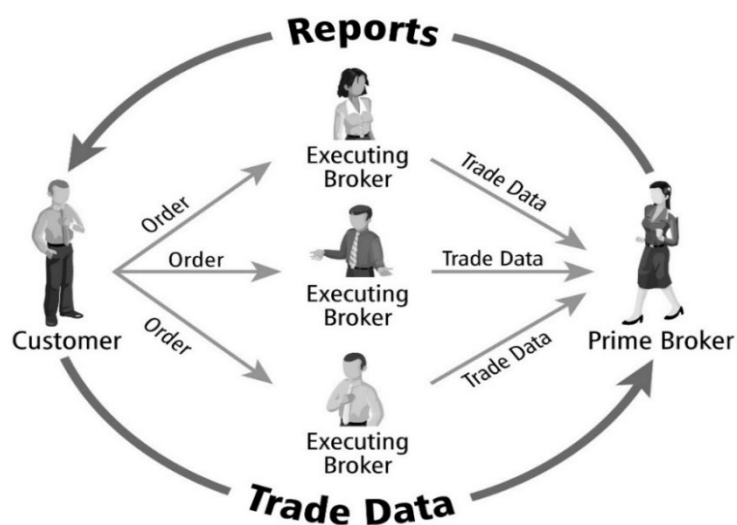 Reports
Executing
Broker
Order
Trade Data
Order
Executing
Broker
Trade Data
Customer
Order
Executing
Broker
Trade Data
Prime Broker
Trade Data